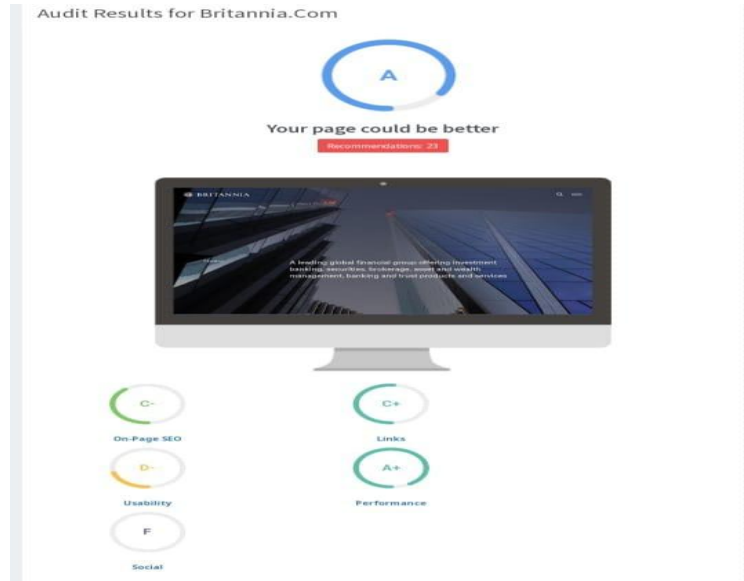 Audit Results for Britannia.Com
A
Your page could be better
Recommendations: 23
BRITANNIA
A leading global financial group offering investment
banking, securities, brokerage, asset and wealth
management, banking and trust products and services
C-
C+
On-Page SEO
Links
D-
A+
Usability
Performance
F
Social